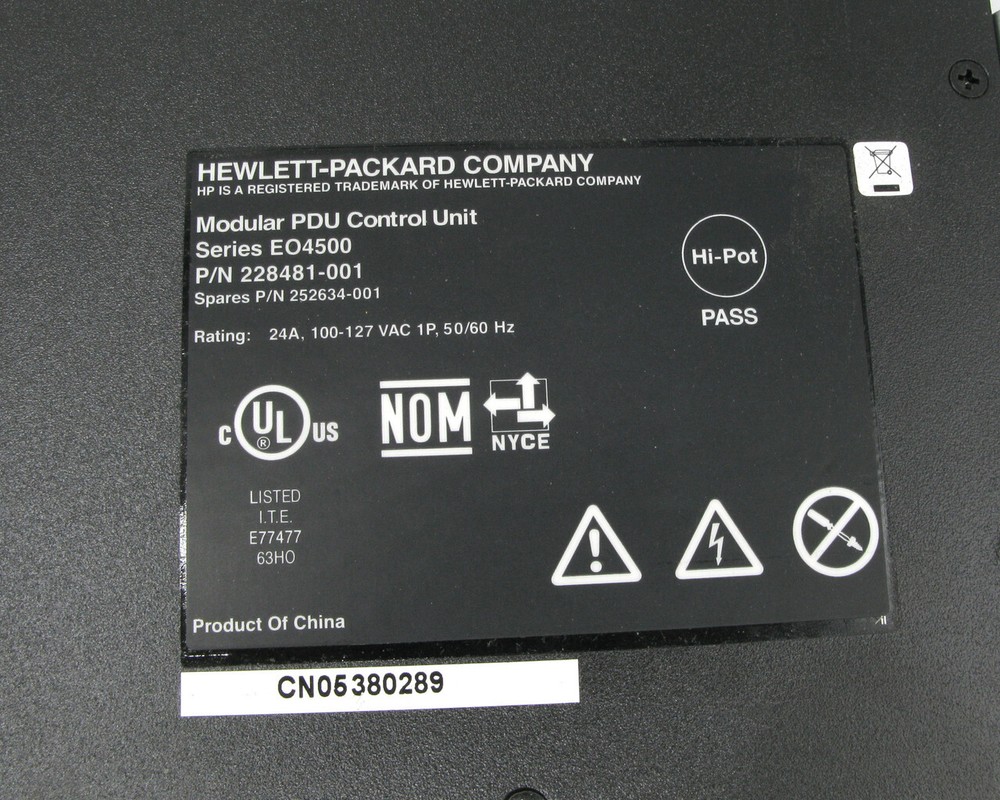 HEWLETT-PACKARD COMPANY
HP IS A REGISTERED TRADEMARK OF HEWLETT-PACKARD COMPANY
Modular PDU Control Unit
Series EO4500
P/N 228481-001
Spares P/N 252634-001
Rating: 24A, 100-127 VAC 1P, 50/60 Hz
Hi-Pot
PASS
C UL ® US
NOM
NYCE
LISTED
I.T.E.
E77477
63HO
Product Of China
CN05380289